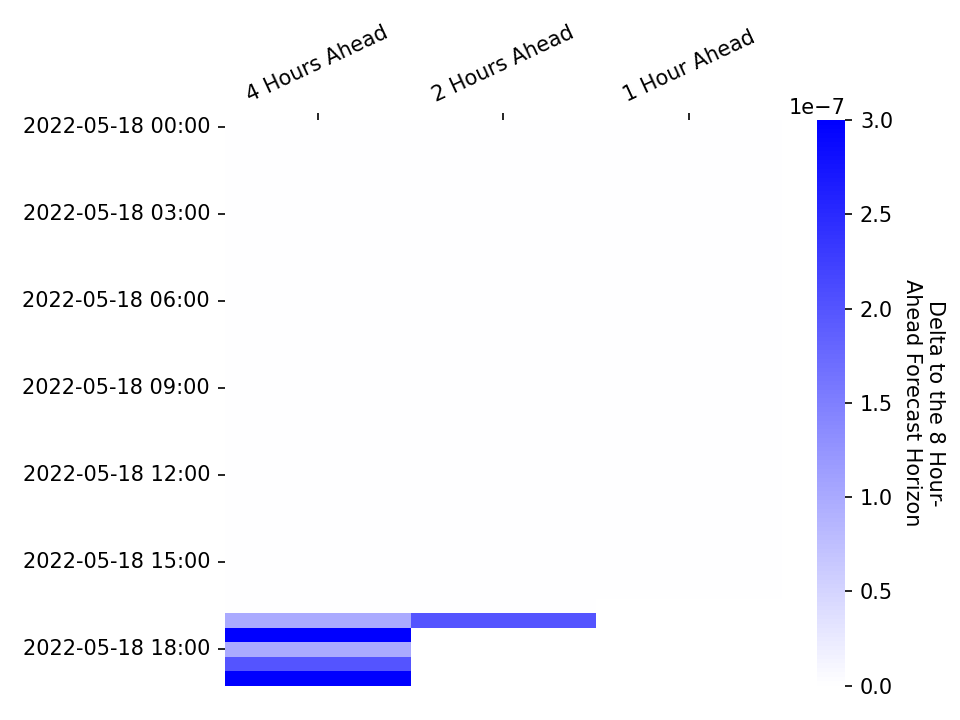 4 Hours Ahead
2 Hours Ahead
1 Hour Ahead
1e−7
2022-05-18 00:00
2022-05-18 03:00
2022-05-18 06:00
2022-05-18 09:00
2022-05-18 12:00
2022-05-18 15:00
2022-05-18 18:00
3.0
2.5
2.0
1.5
1.0
0.5
0.0
Delta to the 8 Hour-
Ahead Forecast Horizon